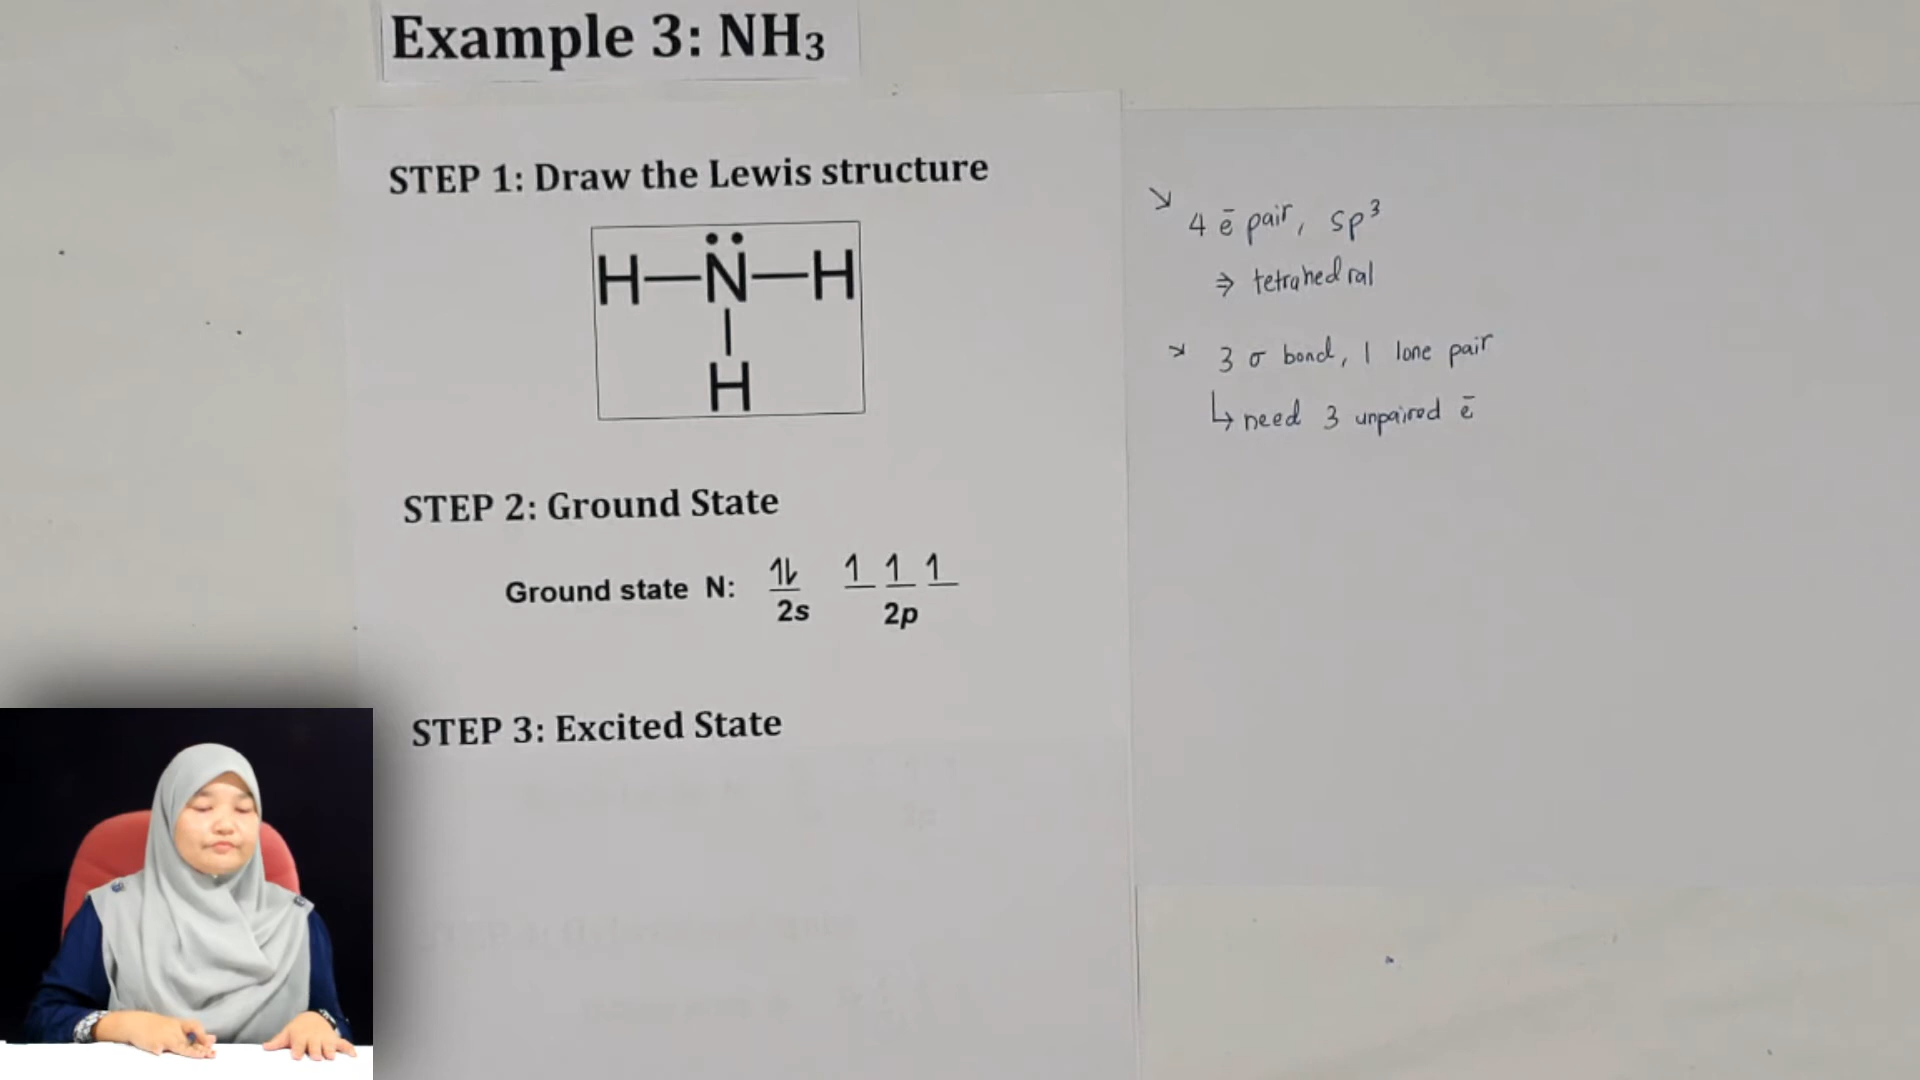 Example 3: NH₃
STEP 1: Draw the Lewis structure
H—N̈—H
|
H
↘ 4 ē pair, sp³
⇒ tetrahedral
↘ 3 σ bond, 1 lone pair
↳ need 3 unpaired ē
STEP 2: Ground State
Ground state N: 1L 1 1 1
2s 2p
STEP 3: Excited State